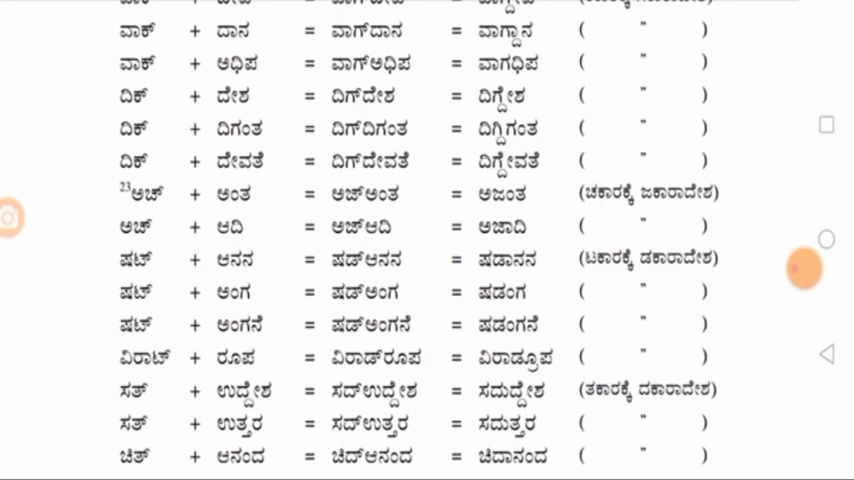 ವಾಕ್ + ದಾನ = ವಾಗ್‌ದಾನ = ವಾಗ್ದಾನ ( " )
ವಾಕ್ + ಅಧಿಪ = ವಾಗ್‌ಅಧಿಪ = ವಾಗಧಿಪ ( " )
ದಿಕ್ + ದೇಶ = ದಿಗ್‌ದೇಶ = ದಿಗ್ದೇಶ ( " )
ದಿಕ್ + ದಿಗಂತ = ದಿಗ್‌ದಿಗಂತ = ದಿಗ್ದಿಗಂತ ( " )
ದಿಕ್ + ದೇವತೆ = ದಿಗ್‌ದೇವತೆ = ದಿಗ್ದೇವತೆ ( " )
23ಅಚ್ + ಅಂತ = ಅಜ್‌ಅಂತ = ಅಜಂತ (ಚಕಾರಕ್ಕೆ ಜಕಾರಾದೇಶ)
ಅಚ್ + ಆದಿ = ಅಜ್‌ಆದಿ = ಅಜಾದಿ ( " )
ಷಟ್ + ಆನನ = ಷಡ್‌ಆನನ = ಷಡಾನನ (ಟಕಾರಕ್ಕೆ ಡಕಾರಾದೇಶ)
ಷಟ್ + ಅಂಗ = ಷಡ್‌ಅಂಗ = ಷಡಂಗ ( " )
ಷಟ್ + ಅಂಗನೆ = ಷಡ್‌ಅಂಗನೆ = ಷಡಂಗನೆ ( " )
ವಿರಾಟ್ + ರೂಪ = ವಿರಾಡ್‌ರೂಪ = ವಿರಾಡ್ರೂಪ ( " )
ಸತ್ + ಉದ್ದೇಶ = ಸದ್‌ಉದ್ದೇಶ = ಸದುದ್ದೇಶ (ತಕಾರಕ್ಕೆ ದಕಾರಾದೇಶ)
ಸತ್ + ಉತ್ತರ = ಸದ್‌ಉತ್ತರ = ಸದುತ್ತರ ( " )
ಚಿತ್ + ಆನಂದ = ಚಿದ್‌ಆನಂದ = ಚಿದಾನಂದ ( " )